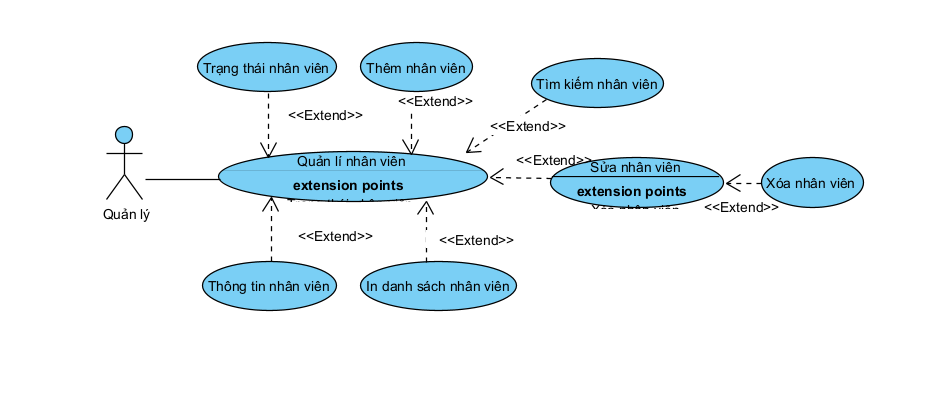 Trạng thái nhân viên
Thêm nhân viên
Tìm kiếm nhân viên
<<Extend>>
<<Extend>>
<<Extend>>
Quản lí nhân viên
extension points
<<Extend>>
Sửa nhân viên
extension points
Xóa nhân viên
<<Extend>>
Quản lý
<<Extend>>
<<Extend>>
Thông tin nhân viên
In danh sách nhân viên